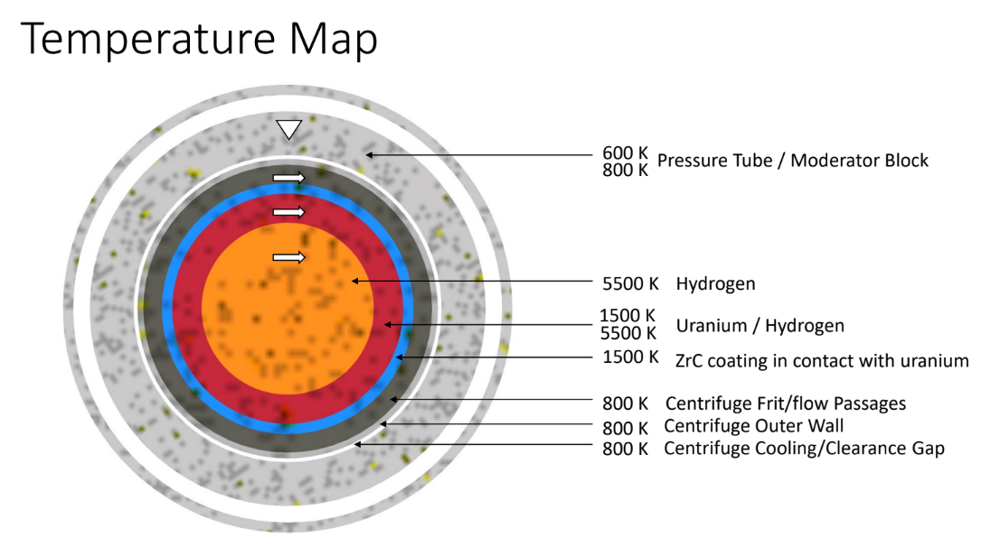 Temperature Map
600 K
800 K Pressure Tube / Moderator Block
5500 K Hydrogen
1500 K
5500 K Uranium / Hydrogen
1500 K ZrC coating in contact with uranium
800 K Centrifuge Frit/flow Passages
800 K Centrifuge Outer Wall
800 K Centrifuge Cooling/Clearance Gap